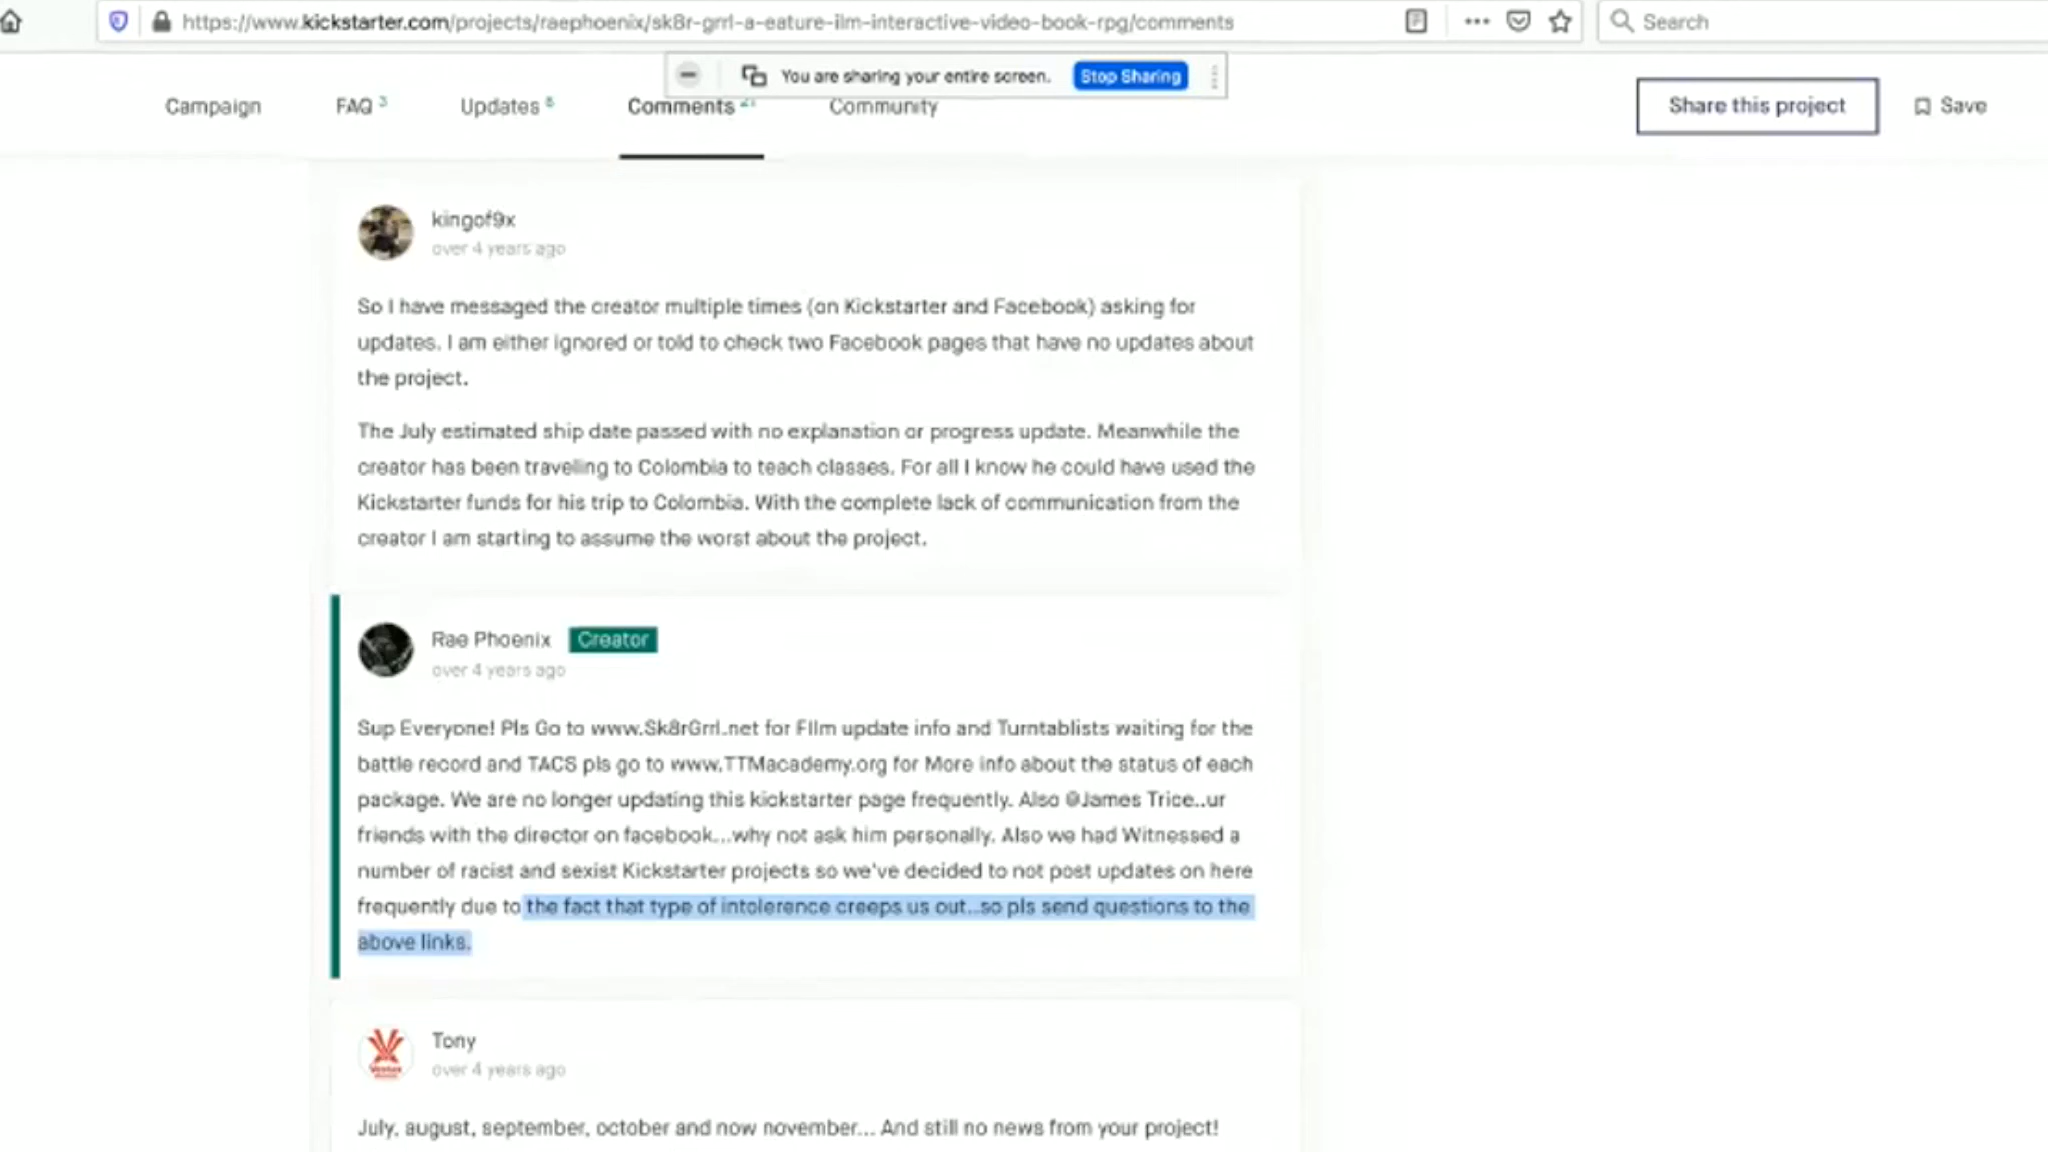 https://www.kickstarter.com/projects/raephoenix/sk8r-grrl-a-eature-ilm-interactive-video-book-rpg/comments
Search
You are sharing your entire screen. Stop Sharing
Campaign FAQ 3 Updates 8 Comments Community Share this project Save
kingof9x
over 4 years ago
So I have messaged the creator multiple times (on Kickstarter and Facebook) asking for
updates. I am either ignored or told to check two Facebook pages that have no updates about
the project.
The July estimated ship date passed with no explanation or progress update. Meanwhile the
creator has been traveling to Colombia to teach classes. For all I know he could have used the
Kickstarter funds for his trip to Colombia. With the complete lack of communication from the
creator I am starting to assume the worst about the project.
Rae Phoenix Creator
over 4 years ago
Sup Everyone! Pls Go to www.Sk8rGrrl.net for FIlm update info and Turntablists waiting for the
battle record and TACS pls go to www.TTMacademy.org for More info about the status of each
package. We are no longer updating this kickstarter page frequently. Also @James Trice..ur
friends with the director on facebook...why not ask him personally. Also we had Witnessed a
number of racist and sexist Kickstarter projects so we've decided to not post updates on here
frequently due to the fact that type of intolerence creeps us out..so pls send questions to the
above links.
Tony
over 4 years ago
July, august, september, october and now november... And still no news from your project!